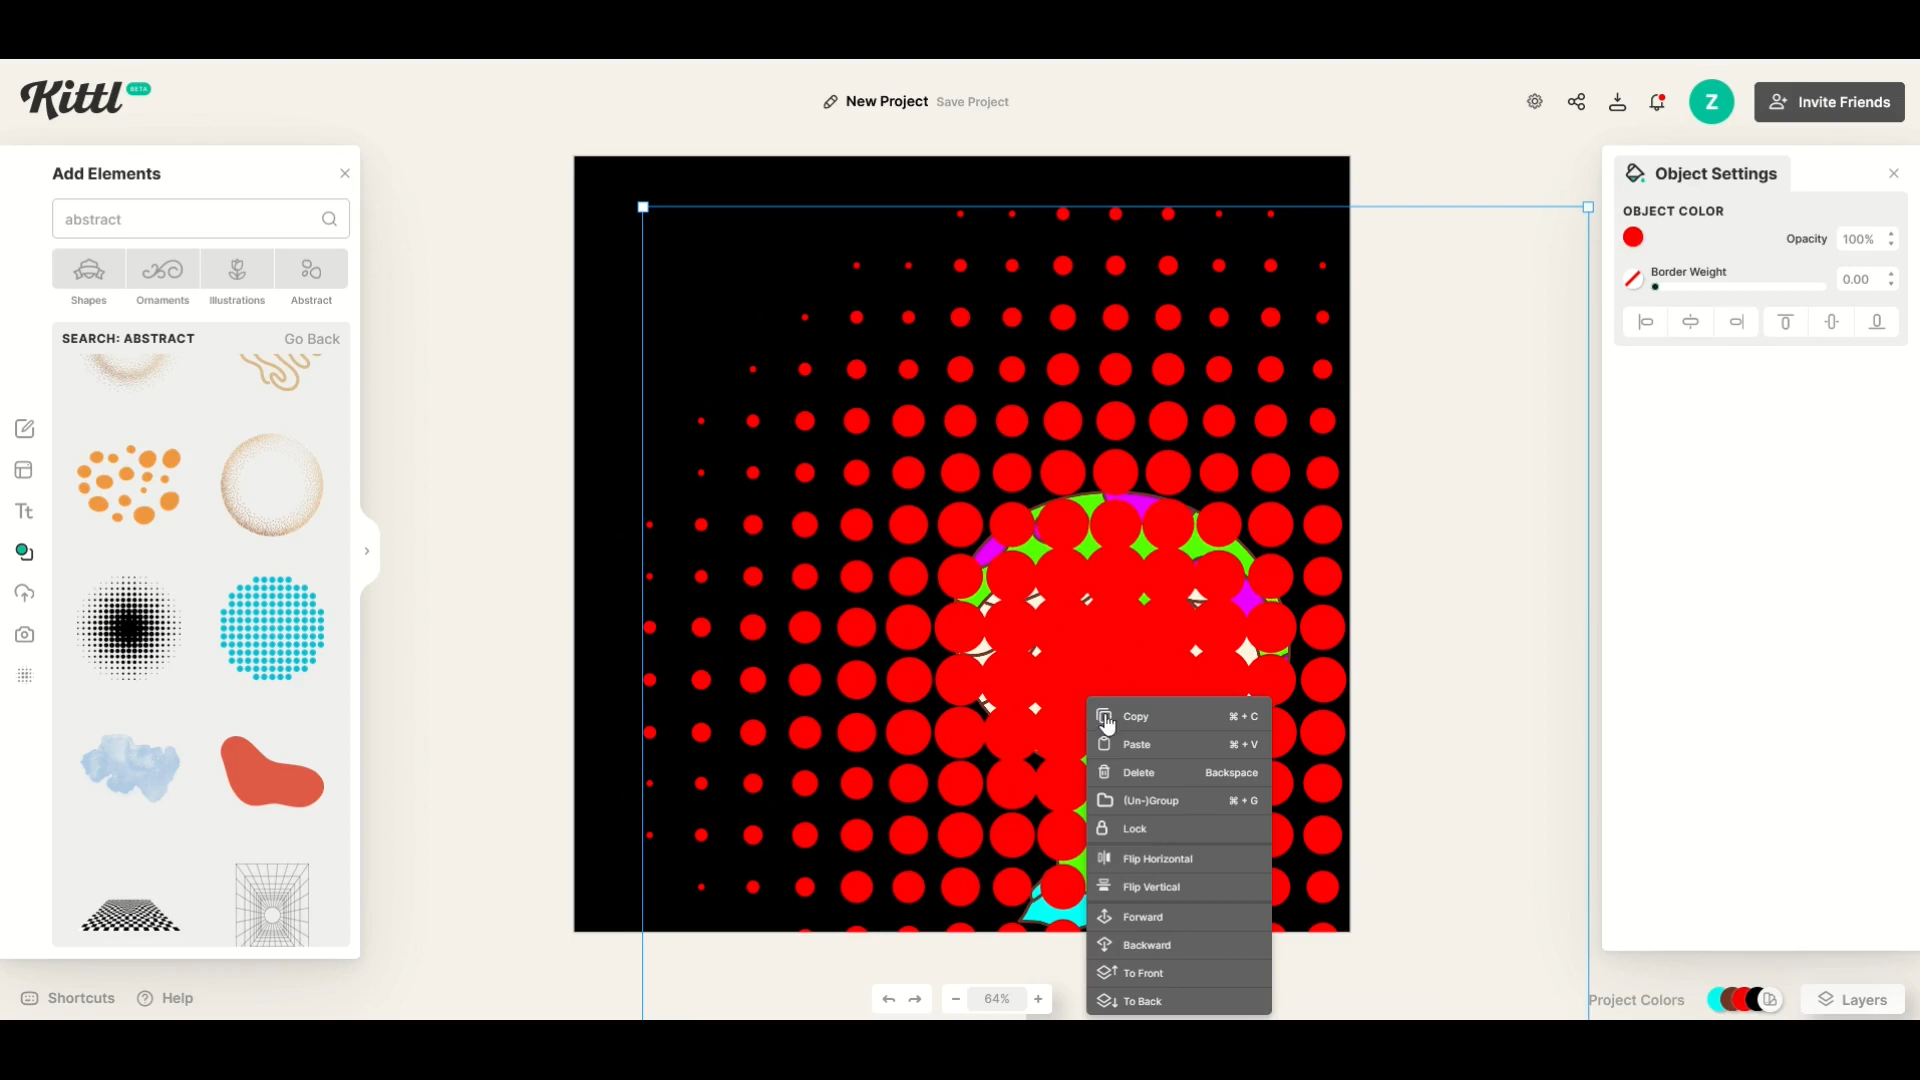 Kittl BETA
New Project Save Project
Z
Invite Friends
Add Elements
abstract
Shapes Ornaments Illustrations Abstract
SEARCH: ABSTRACT Go Back
Tt
Object Settings
OBJECT COLOR
Opacity 100%
Border Weight 0.00
Copy ⌘ + C
Paste ⌘ + V
Delete Backspace
(Un-)Group ⌘ + G
Lock
Flip Horizontal
Flip Vertical
Forward
Backward
To Front
To Back
Shortcuts Help
64%
Project Colors
Layers